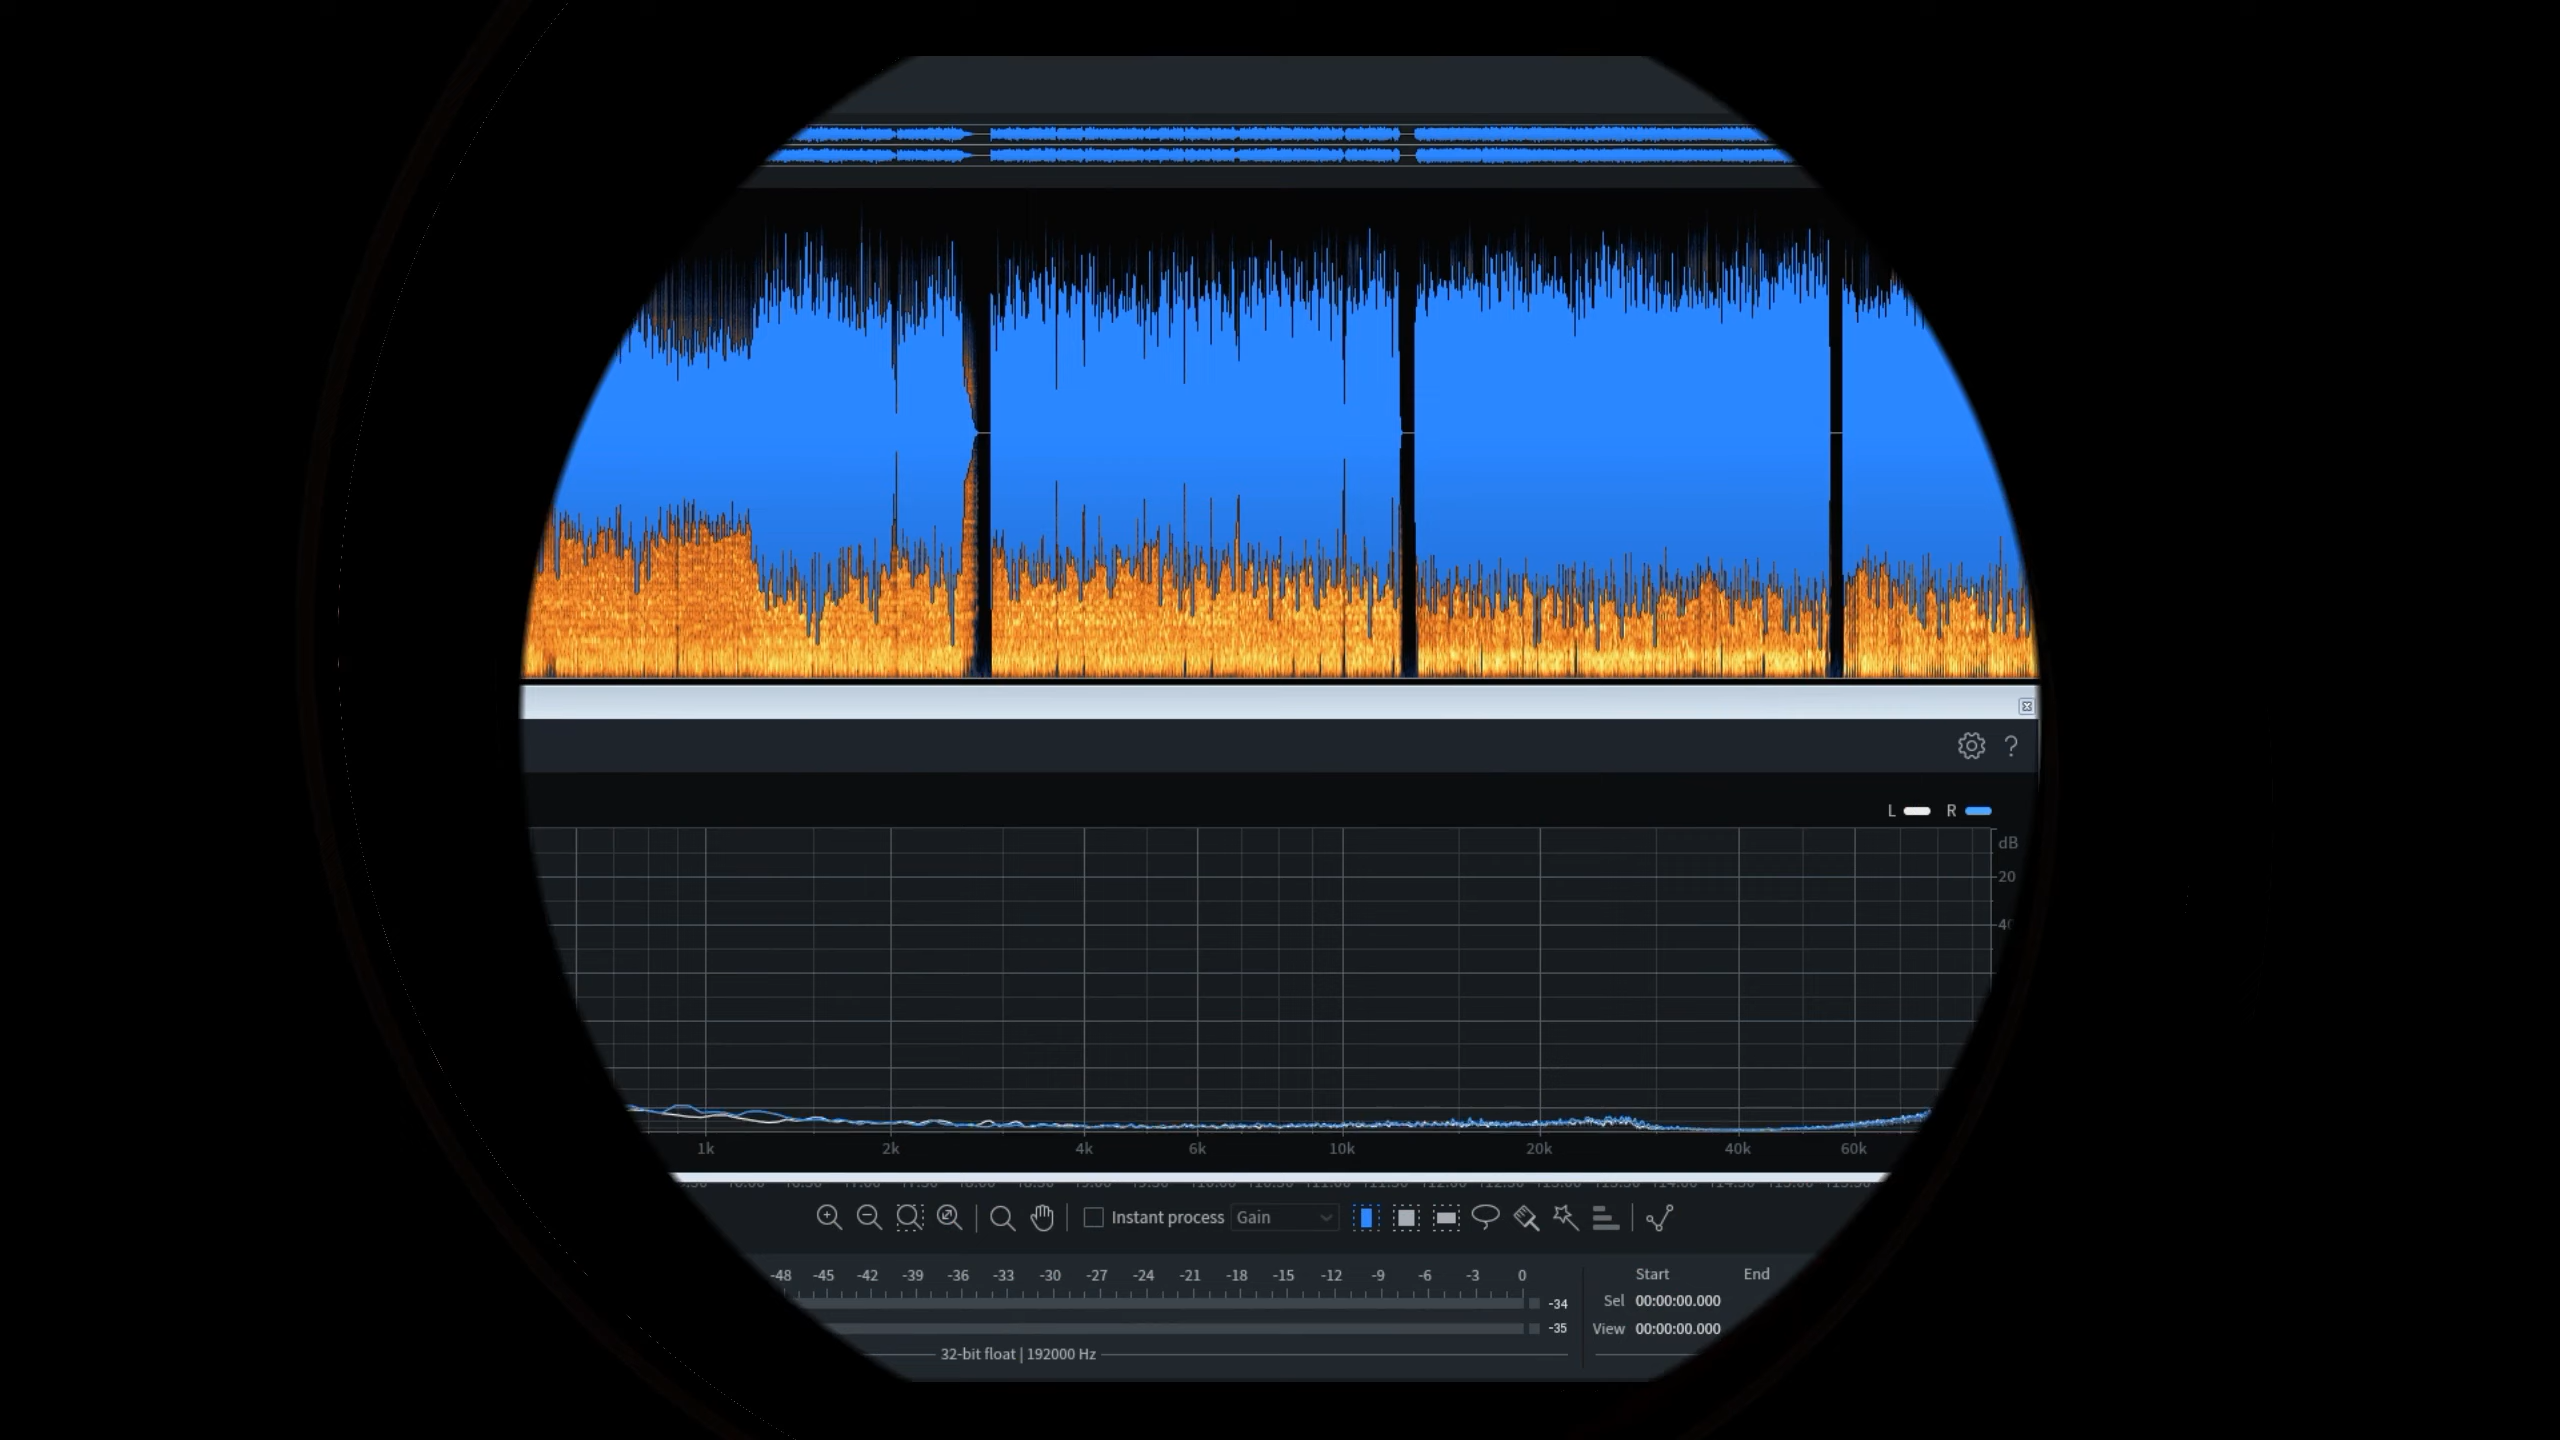 ?
L R
dB
20
1k 2k 4k 6k 10k 20k 40k 60k
Instant process Gain
-48 -45 -42 -39 -36 -33 -30 -27 -24 -21 -18 -15 -12 -9 -6 -3 0
Start End
-34
Sel 00:00:00.000
-35
View 00:00:00.000
32-bit float | 192000 Hz